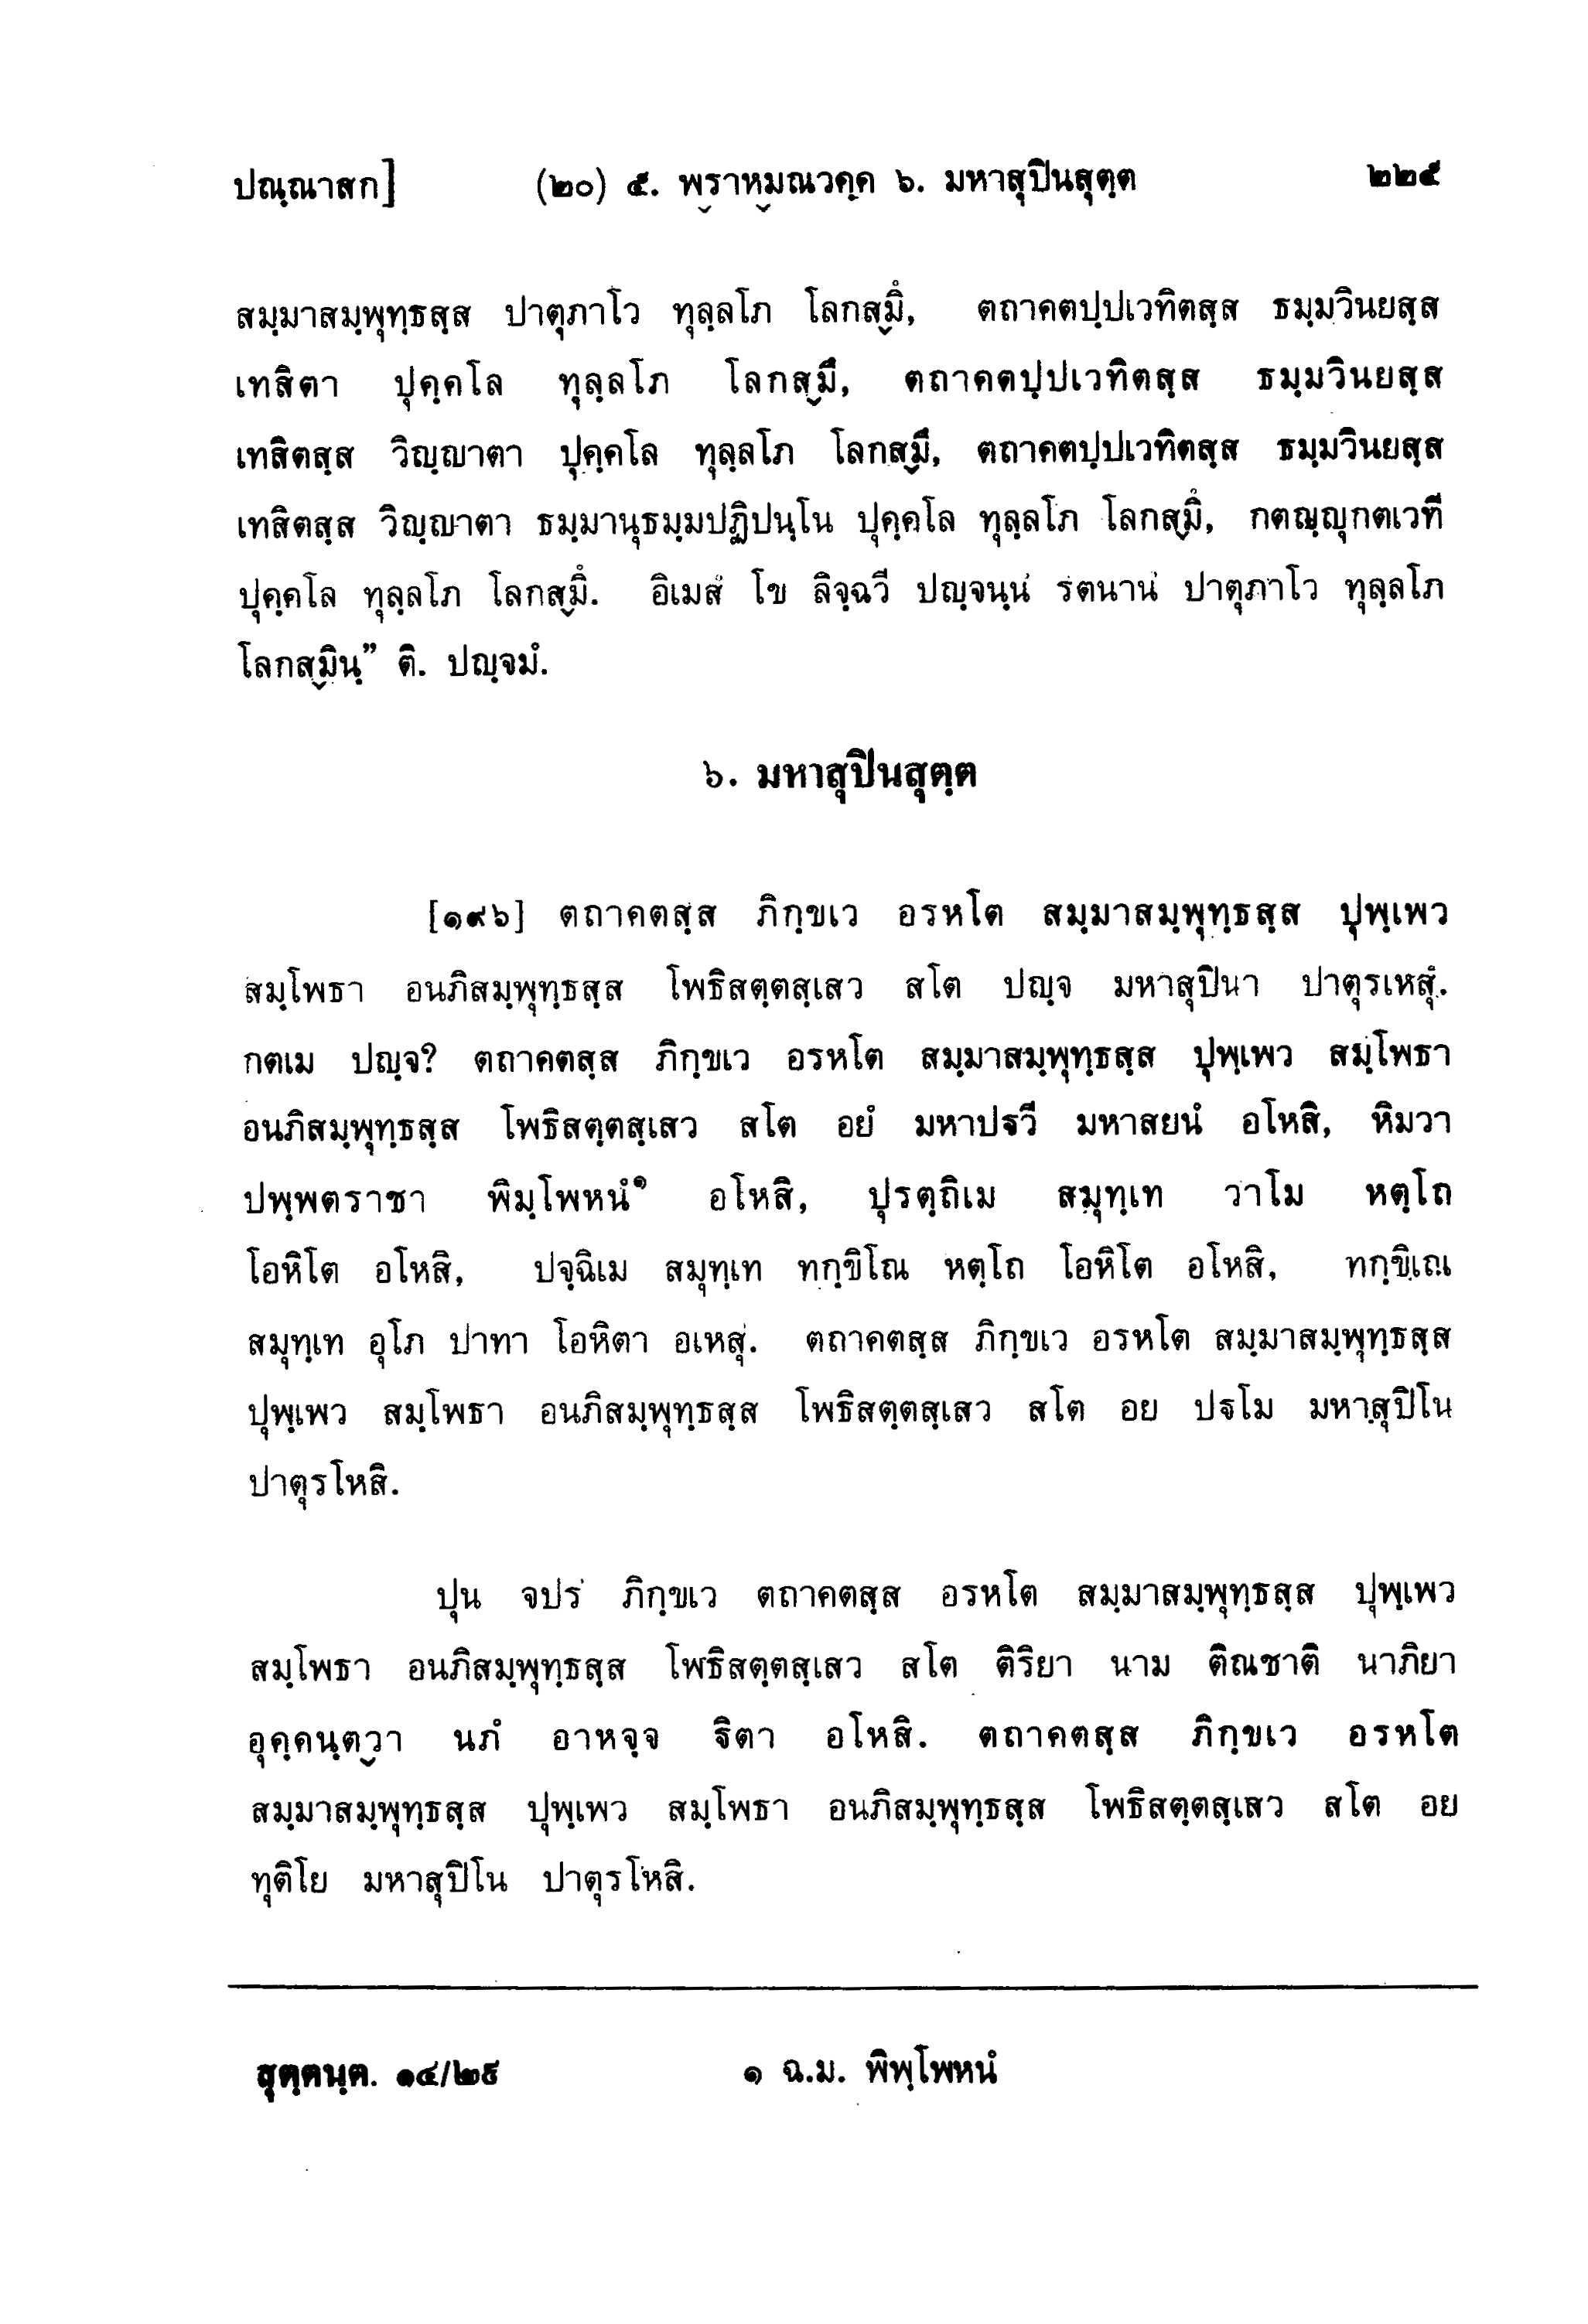 ปณฺณาสก] (๒๐) ๕. พฺราหฺมณวคฺค ๖. มหาสุปินสุตฺต ๒๒๕
สมฺมาสมฺพุทฺธสฺส ปาตุภาโว ทุลฺลโภ โลกสฺมึ, ตถาคตปฺปเวทิตสฺส ธมฺมวินยสฺส
เทสิตา ปุคฺคโล ทุลฺลโภ โลกสฺมึ, ตถาคตปฺปเวทิตสฺส ธมฺมวินยสฺส
เทสิตสฺส วิญฺญาตา ปุคฺคโล ทุลฺลโภ โลกสฺมึ, ตถาคตปฺปเวทิตสฺส ธมฺมวินยสฺส
เทสิตสฺส วิญฺญาตา ธมฺมานุธมฺมปฏิปนฺโน ปุคฺคโล ทุลฺลโภ โลกสฺมึ, กตญฺญุกตเวที
ปุคฺคโล ทุลฺลโภ โลกสฺมึ. อิเมสํ โข ลิจฺฉวี ปญฺจนฺนํ รตนานํ ปาตุภาโว ทุลฺลโภ
โลกสฺมินฺ” ติ. ปญฺจมํ.
๖. มหาสุปินสุตฺต
[๑๙๖] ตถาคตสฺส ภิกฺขเว อรหโต สมฺมาสมฺพุทฺธสฺส ปุพฺเพว
สมฺโพธา อนภิสมฺพุทฺธสฺส โพธิสตฺตสฺเสว สโต ปญฺจ มหาสุปินา ปาตุรเหสุํ.
กตเม ปญฺจ? ตถาคตสฺส ภิกฺขเว อรหโต สมฺมาสมฺพุทฺธสฺส ปุพฺเพว สมฺโพธา
อนภิสมฺพุทฺธสฺส โพธิสตฺตสฺเสว สโต อยํ มหาปฐวี มหาสยนํ อโหสิ, หิมวา
ปพฺพตราชา พิมฺโพหนํ๑ อโหสิ, ปุรตฺถิเม สมุทฺเท วาโม หตฺโถ
โอหิโต อโหสิ, ปจฺฉิเม สมุทฺเท ทกฺขิโณ หตฺโถ โอหิโต อโหสิ, ทกฺขิเณ
สมุทฺเท อุโภ ปาทา โอหิตา อเหสุํ. ตถาคตสฺส ภิกฺขเว อรหโต สมฺมาสมฺพุทฺธสฺส
ปุพฺเพว สมฺโพธา อนภิสมฺพุทฺธสฺส โพธิสตฺตสฺเสว สโต อย ปฐโม มหาสุปิโน
ปาตุรโหสิ.
ปุน จปรํ ภิกฺขเว ตถาคตสฺส อรหโต สมฺมาสมฺพุทฺธสฺส ปุพฺเพว
สมฺโพธา อนภิสมฺพุทฺธสฺส โพธิสตฺตสฺเสว สโต ติริยา นาม ติณชาติ นาภิยา
อุคฺคนฺตฺวา นภํ อาหจฺจ ฐิตา อโหสิ. ตถาคตสฺส ภิกฺขเว อรหโต
สมฺมาสมฺพุทฺธสฺส ปุพฺเพว สมฺโพธา อนภิสมฺพุทฺธสฺส โพธิสตฺตสฺเสว สโต อย
ทุติโย มหาสุปิโน ปาตุรโหสิ.
สุตฺตนฺต. ๑๔/๒๙ ๑ ฉ.ม. พิพฺโพหนํ